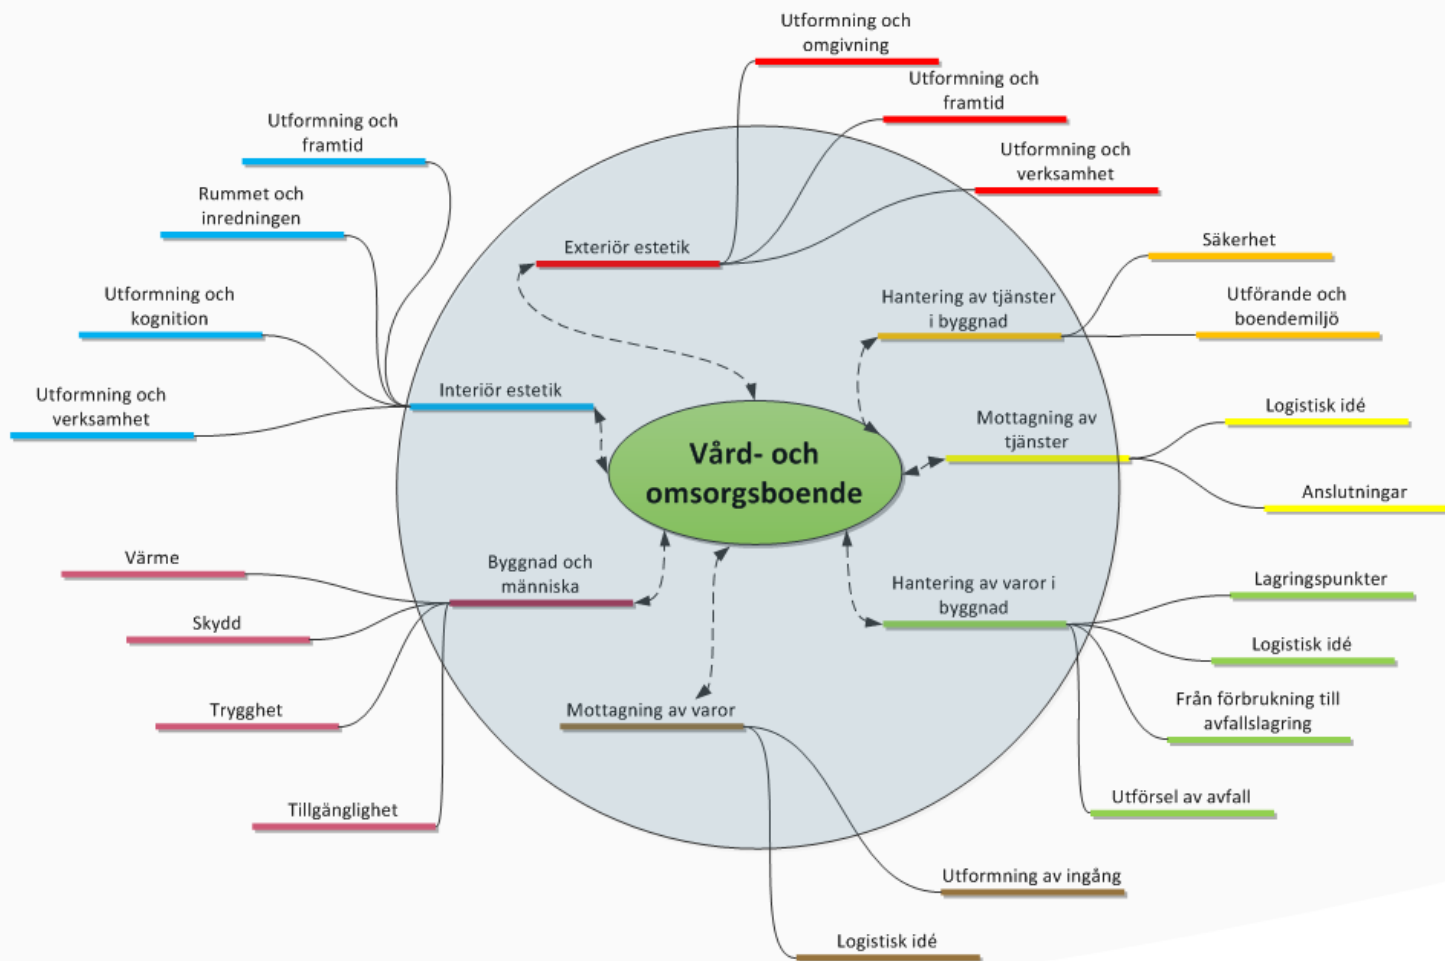 Utformning och
omgivning
Utformning och
framtid
Utformning och
verksamhet
Exteriör estetik
Utformning och
framtid
Rummet och
inredningen
Utformning och
kognition
Utformning och
verksamhet
Interiör estetik
Säkerhet
Utförande och
boendemiljö
Hantering av tjänster
i byggnad
Logistisk idé
Anslutningar
Mottagning av
tjänster
Vård- och
omsorgsboende
Värme
Skydd
Trygghet
Tillgänglighet
Byggnad och
människa
Hantering av varor i
byggnad
Lagringspunkter
Logistisk idé
Från förbrukning till
avfallslagring
Utförsel av avfall
Mottagning av varor
Utformning av ingång
Logistisk idé